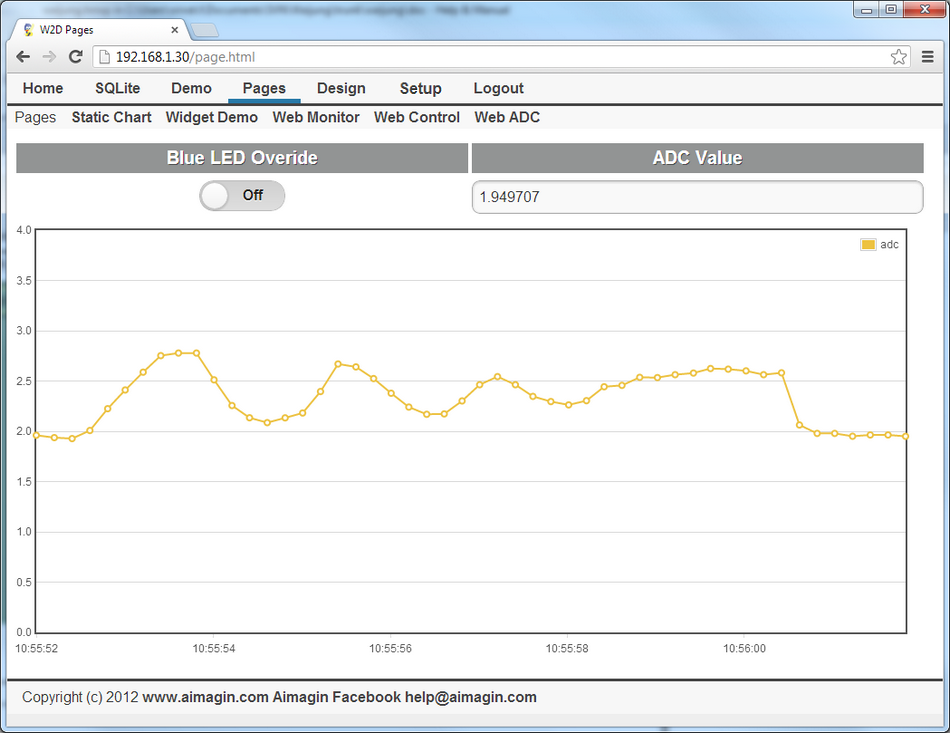 W2D Pages
192.168.1.30/page.html
Home SQLite Demo Pages Design Setup Logout
Pages Static Chart Widget Demo Web Monitor Web Control Web ADC
Blue LED Overide ADC Value
Off 1.949707
4.0
adc
3.5
3.0
2.5
2.0
1.5
1.0
0.5
0.0
10:55:52 10:55:54 10:55:56 10:55:58 10:56:00
Copyright (c) 2012 www.aimagin.com Aimagin Facebook help@aimagin.com